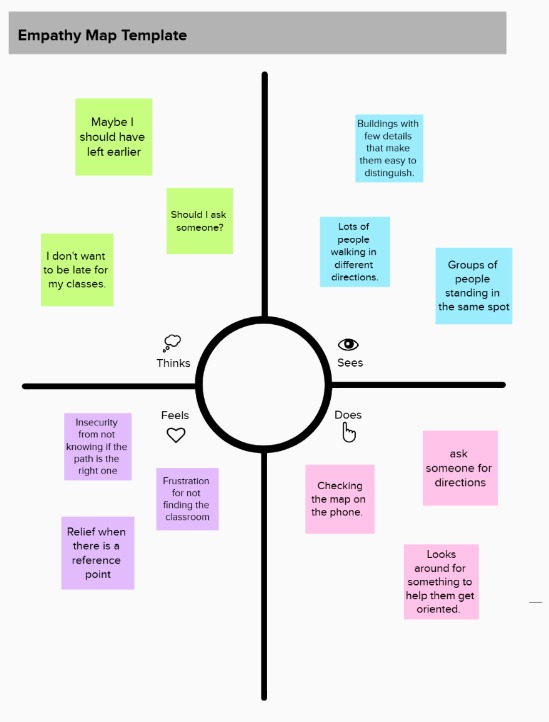 Empathy Map Template
Maybe I
should have
left earlier
Should I ask
someone?
I don't want
to be late for
my classes.
Thinks
Buildings with
few details
that make
them easy to
distinguish.
Lots of
people
walking in
different
directions.
Groups of
people
standing in
the same spot
Sees
Feels
Insecurity
from not
knowing if the
path is the
right one
Frustration
for not
finding the
classroom
Relief when
there is a
reference
point
Does
Checking
the map on
the phone.
ask
someone for
directions
Looks
around for
something to
help them get
oriented.